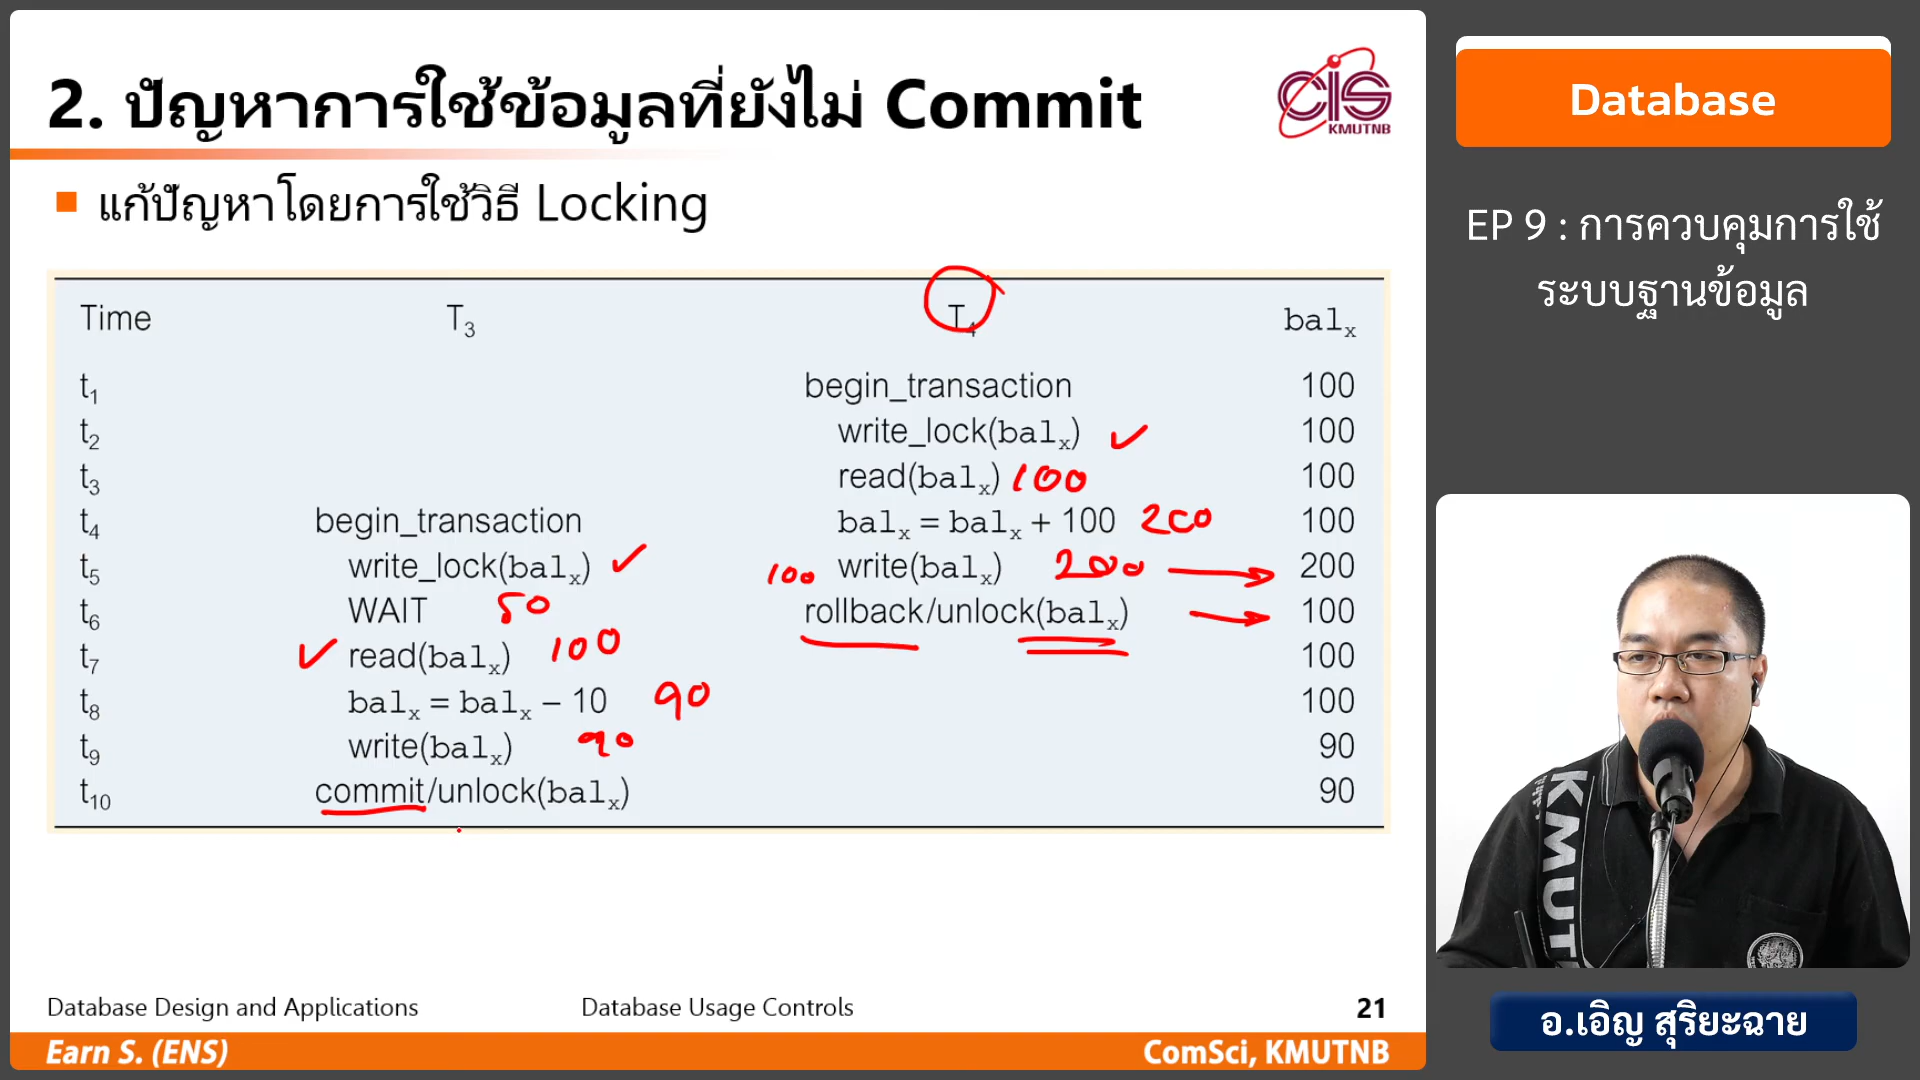 2. ปัญหาการใช้ข้อมูลที่ยังไม่ Commit
CIS
KMUTNB
แก้ปัญหาโดยการใช้วิธี Locking
Time T3 T4 balx
t1 begin_transaction 100
t2 write_lock(balx) ✓ 100
t3 read(balx) 100 100
t4 begin_transaction balx = balx + 100 200 100
t5 write_lock(balx) ✓ 100 write(balx) 200 → 200
t6 WAIT 50 rollback/unlock(balx) → 100
t7 ✓ read(balx) 100 100
t8 balx = balx – 10 90 100
t9 write(balx) 90 90
t10 commit/unlock(balx) 90
Database Design and Applications Database Usage Controls 21
Earn S. (ENS) ComSci, KMUTNB
Database
EP 9 : การควบคุมการใช้
ระบบฐานข้อมูล
อ.เอิญ สุริยะฉาย